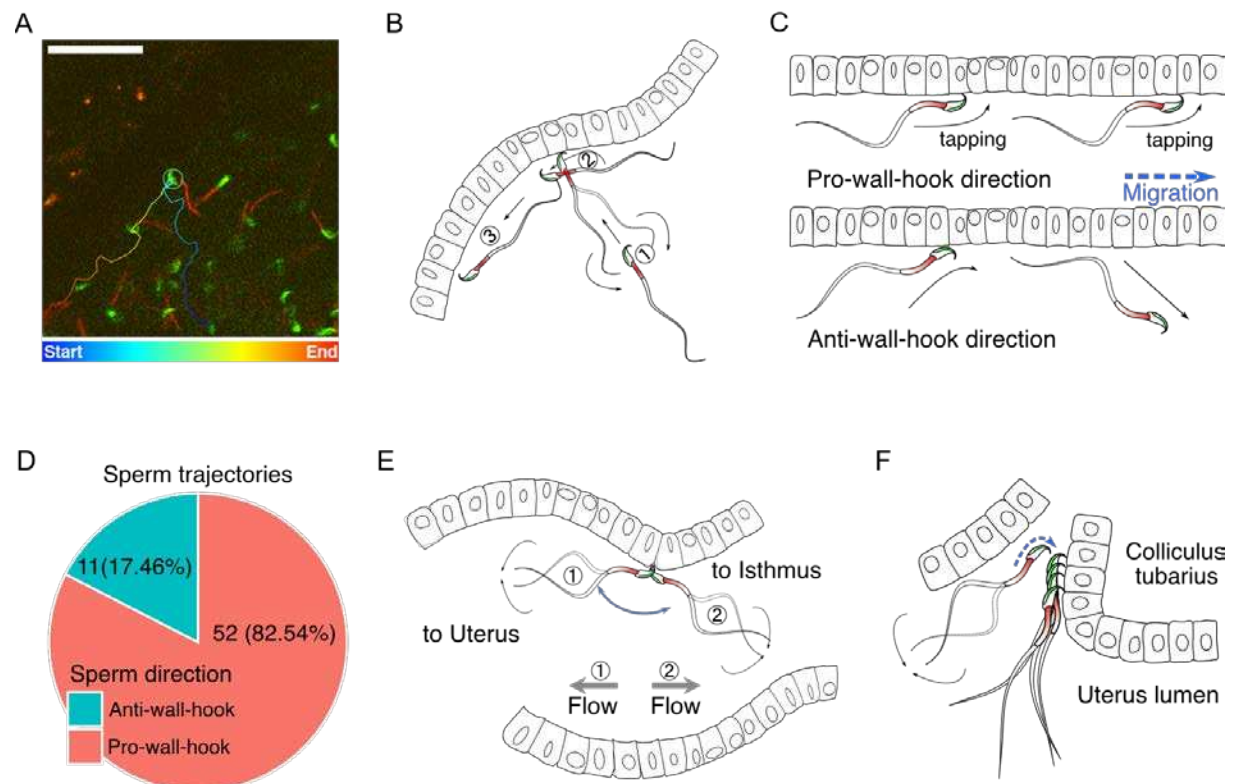 A
Start
End
B
①
②
③
C
tapping
tapping
Pro-wall-hook direction
Migration
Anti-wall-hook direction
D
Sperm trajectories
11(17.46%)
52 (82.54%)
Sperm direction
Anti-wall-hook
Pro-wall-hook
E
①
to Isthmus
②
to Uterus
① ②
Flow Flow
F
Colliculus
tubarius
Uterus lumen